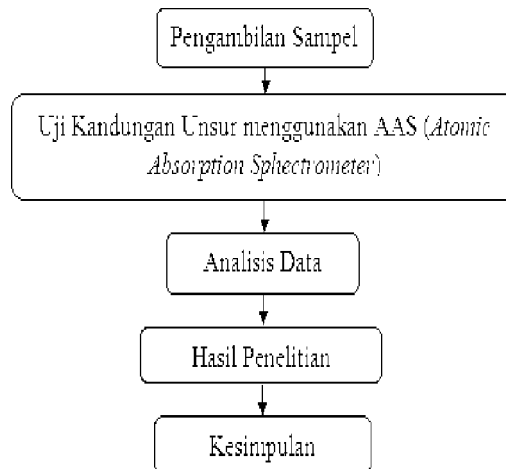 Pengambilan Sampel
Uji Kandungan Unsur menggunakan AAS (Atomic
Absorption Sphectrometer)
Analisis Data
Hasil Penelitian
Kesimpulan